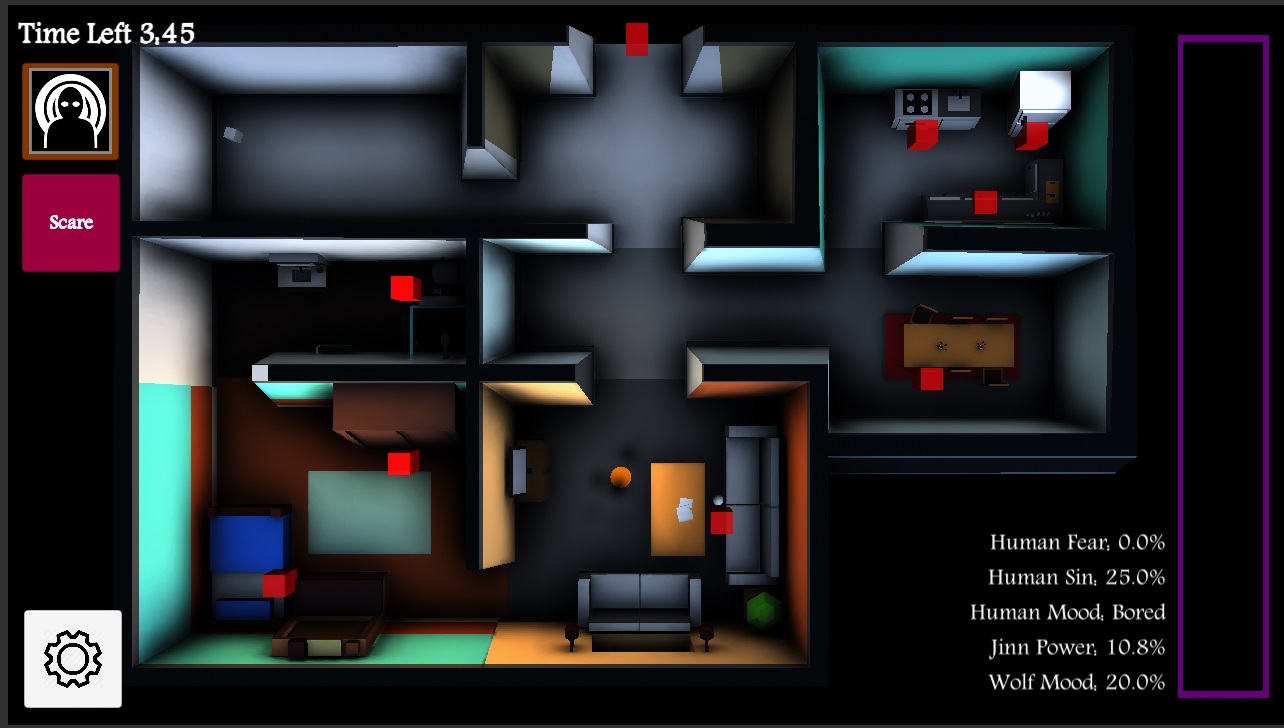 Time Left 3:45
Scare
Human Fear: 0.0%
Human Sin: 25.0%
Human Mood: Bored
Jinn Power: 10.8%
Wolf Mood: 20.0%